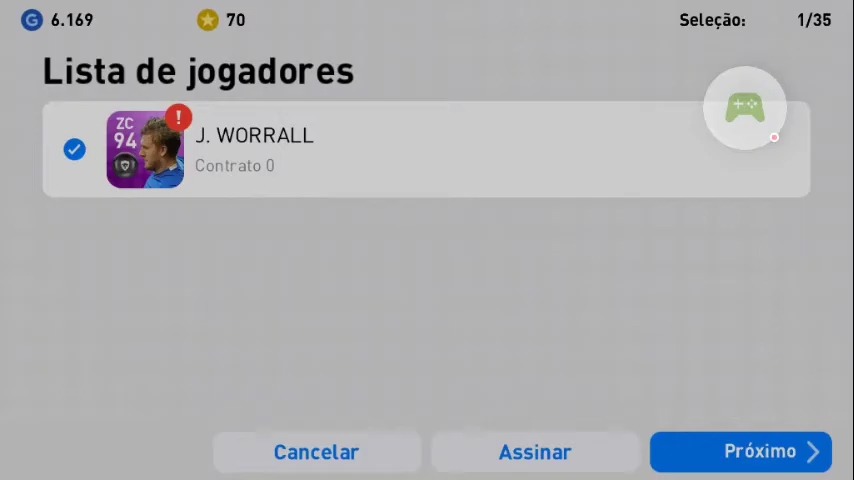 G 6.169 70 Seleção: 1/35
Lista de jogadores
ZC
94
!
J. WORRALL
Contrato 0
Cancelar Assinar Próximo